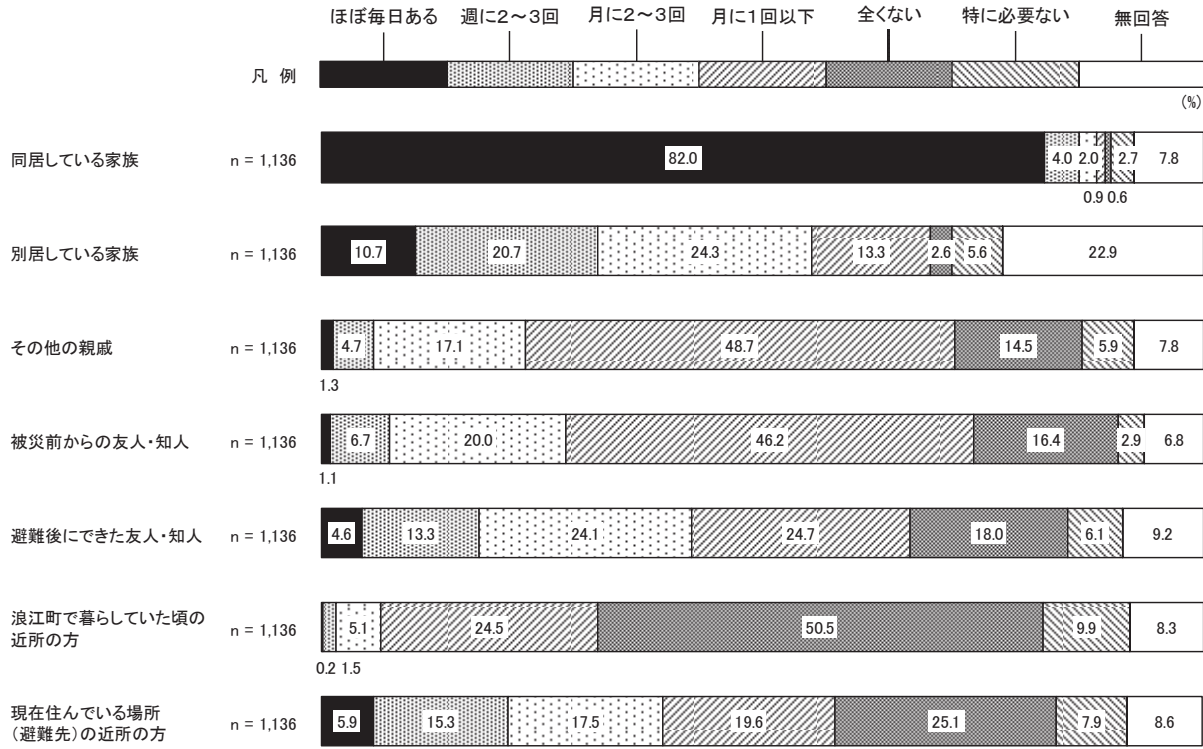 ほぼ毎日ある 週に2～3回 月に2～3回 月に1回以下 全くない 特に必要ない 無回答
凡 例
(%)
同居している家族 n = 1,136 82.0 4.0 2.0 2.7 7.8
0.9 0.6
別居している家族 n = 1,136 10.7 20.7 24.3 13.3 2.6 5.6 22.9
その他の親戚 n = 1,136 4.7 17.1 48.7 14.5 5.9 7.8
1.3
被災前からの友人・知人 n = 1,136 6.7 20.0 46.2 16.4 2.9 6.8
1.1
避難後にできた友人・知人 n = 1,136 4.6 13.3 24.1 24.7 18.0 6.1 9.2
浪江町で暮らしていた頃の
近所の方 n = 1,136 5.1 24.5 50.5 9.9 8.3
0.2 1.5
現在住んでいる場所
（避難先）の近所の方 n = 1,136 5.9 15.3 17.5 19.6 25.1 7.9 8.6